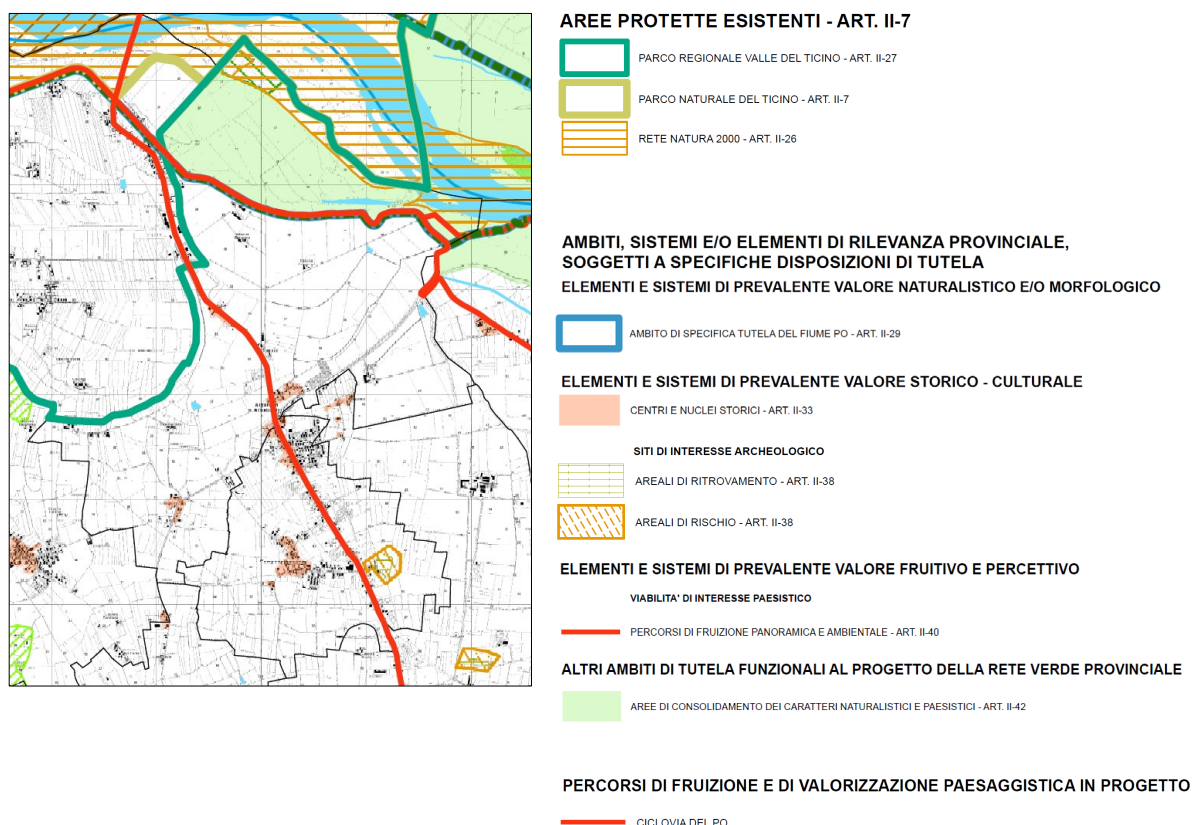 AREE PROTETTE ESISTENTI - ART. II-7
PARCO REGIONALE VALLE DEL TICINO - ART. II-27
PARCO NATURALE DEL TICINO - ART. II-7
RETE NATURA 2000 - ART. II-26
AMBITI, SISTEMI E/O ELEMENTI DI RILEVANZA PROVINCIALE,
SOGGETTI A SPECIFICHE DISPOSIZIONI DI TUTELA
ELEMENTI E SISTEMI DI PREVALENTE VALORE NATURALISTICO E/O MORFOLOGICO
AMBITO DI SPECIFICA TUTELA DEL FIUME PO - ART. II-29
ELEMENTI E SISTEMI DI PREVALENTE VALORE STORICO - CULTURALE
CENTRI E NUCLEI STORICI - ART. II-33
SITI DI INTERESSE ARCHEOLOGICO
AREALI DI RITROVAMENTO - ART. II-38
AREALI DI RISCHIO - ART. II-38
ELEMENTI E SISTEMI DI PREVALENTE VALORE FRUITIVO E PERCETTIVO
VIABILITA' DI INTERESSE PAESISTICO
PERCORSI DI FRUIZIONE PANORAMICA E AMBIENTALE - ART. II-40
ALTRI AMBITI DI TUTELA FUNZIONALI AL PROGETTO DELLA RETE VERDE PROVINCIALE
AREE DI CONSOLIDAMENTO DEI CARATTERI NATURALISTICI E PAESISTICI - ART. II-42
PERCORSI DI FRUIZIONE E DI VALORIZZAZIONE PAESAGGISTICA IN PROGETTO
CICLOVIA DEL PO